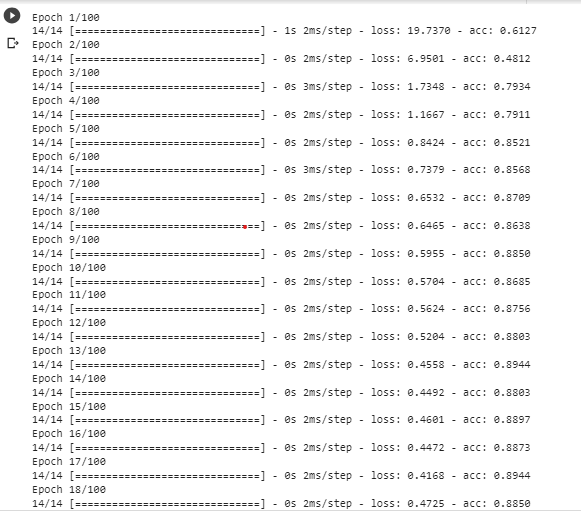 Epoch 1/100
14/14 [==============================] - 1s 2ms/step - loss: 19.7370 - acc: 0.6127
Epoch 2/100
14/14 [==============================] - 0s 2ms/step - loss: 6.9501 - acc: 0.4812
Epoch 3/100
14/14 [==============================] - 0s 3ms/step - loss: 1.7348 - acc: 0.7934
Epoch 4/100
14/14 [==============================] - 0s 2ms/step - loss: 1.1667 - acc: 0.7911
Epoch 5/100
14/14 [==============================] - 0s 2ms/step - loss: 0.8424 - acc: 0.8521
Epoch 6/100
14/14 [==============================] - 0s 3ms/step - loss: 0.7379 - acc: 0.8568
Epoch 7/100
14/14 [==============================] - 0s 2ms/step - loss: 0.6532 - acc: 0.8709
Epoch 8/100
14/14 [==============================] - 0s 2ms/step - loss: 0.6465 - acc: 0.8638
Epoch 9/100
14/14 [==============================] - 0s 2ms/step - loss: 0.5955 - acc: 0.8850
Epoch 10/100
14/14 [==============================] - 0s 2ms/step - loss: 0.5704 - acc: 0.8685
Epoch 11/100
14/14 [==============================] - 0s 2ms/step - loss: 0.5624 - acc: 0.8756
Epoch 12/100
14/14 [==============================] - 0s 2ms/step - loss: 0.5204 - acc: 0.8803
Epoch 13/100
14/14 [==============================] - 0s 2ms/step - loss: 0.4558 - acc: 0.8944
Epoch 14/100
14/14 [==============================] - 0s 2ms/step - loss: 0.4492 - acc: 0.8803
Epoch 15/100
14/14 [==============================] - 0s 2ms/step - loss: 0.4601 - acc: 0.8897
Epoch 16/100
14/14 [==============================] - 0s 2ms/step - loss: 0.4472 - acc: 0.8873
Epoch 17/100
14/14 [==============================] - 0s 2ms/step - loss: 0.4168 - acc: 0.8944
Epoch 18/100
14/14 [==============================] - 0s 2ms/step - loss: 0.4725 - acc: 0.8850